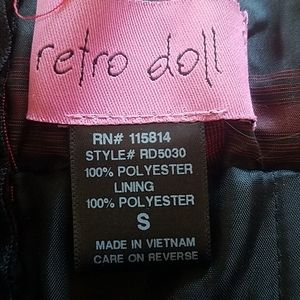 retro doll
RN# 115814
STYLE# RD5030
100% POLYESTER
LINING
100% POLYESTER
S
MADE IN VIETNAM
CARE ON REVERSE